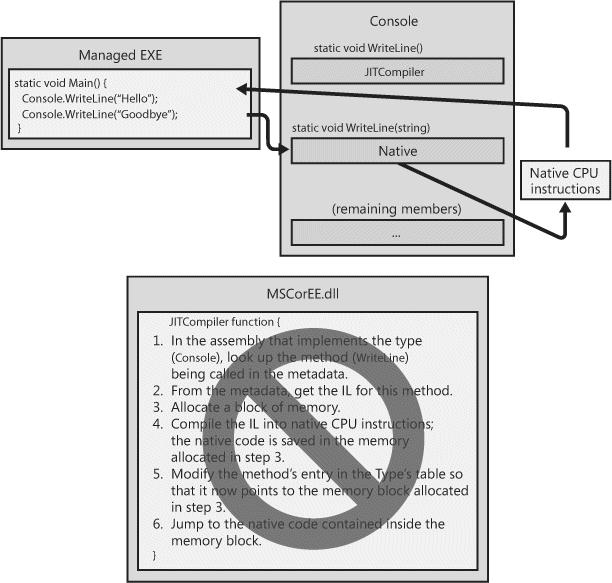 Managed EXE
static void Main() {
Console.WriteLine(“Hello”);
Console.WriteLine(“Goodbye”);
}
Console
static void WriteLine()
JITCompiler
static void WriteLine(string)
Native
(remaining members)
...
Native CPU
instructions
MSCorEE.dll
JITCompiler function {
1. In the assembly that implements the type
(Console), look up the method (WriteLine)
being called in the metadata.
2. From the metadata, get the IL for this method.
3. Allocate a block of memory.
4. Compile the IL into native CPU instructions;
the native code is saved in the memory
allocated in step 3.
5. Modify the method’s entry in the Type’s table so
that it now points to the memory block allocated
in step 3.
6. Jump to the native code contained inside the
memory block.
}